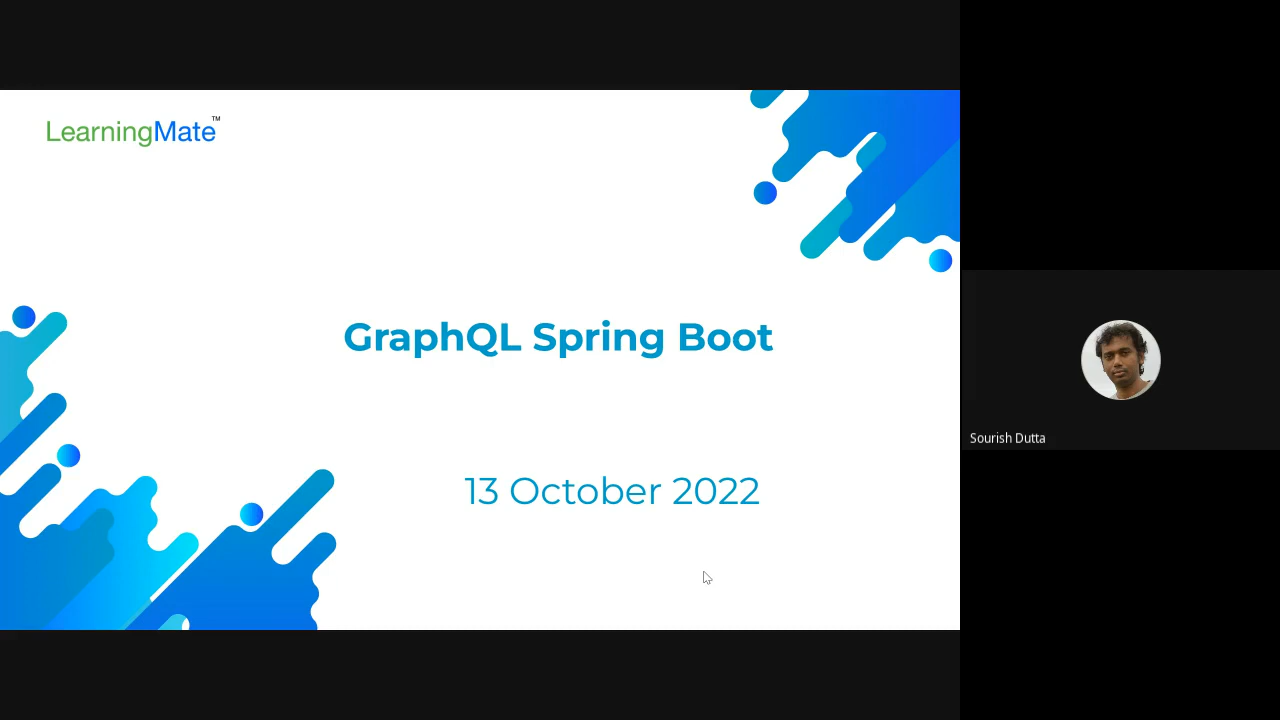 LearningMate™
GraphQL Spring Boot
13 October 2022
Sourish Dutta